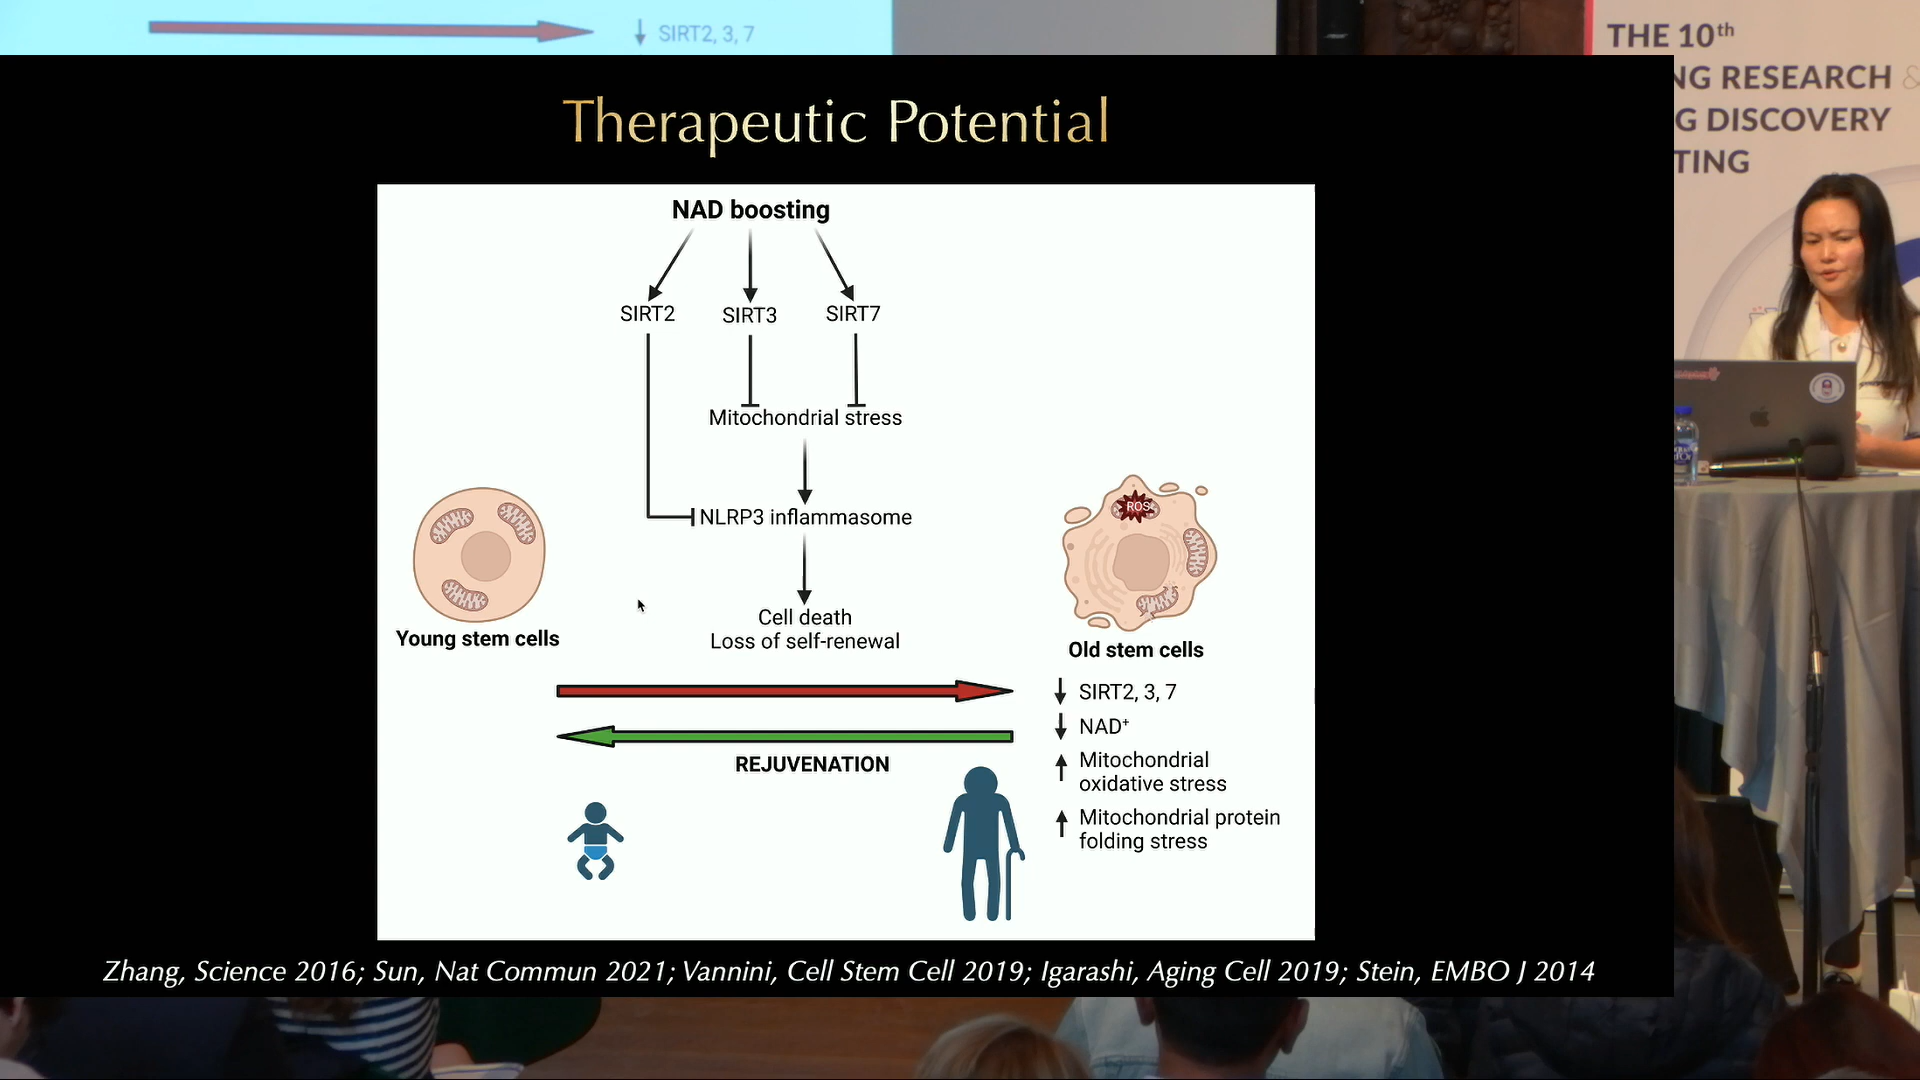 SIRT2, 3, 7
THE 10th
NG RESEARCH &
G DISCOVERY
TING
Therapeutic Potential
NAD boosting
SIRT2
SIRT3
SIRT7
Mitochondrial stress
NLRP3 inflammasome
Cell death
Loss of self-renewal
Young stem cells
ROS
Old stem cells
SIRT2, 3, 7
NAD+
Mitochondrial
oxidative stress
Mitochondrial protein
folding stress
REJUVENATION
Zhang, Science 2016; Sun, Nat Commun 2021; Vannini, Cell Stem Cell 2019; Igarashi, Aging Cell 2019; Stein, EMBO J 2014